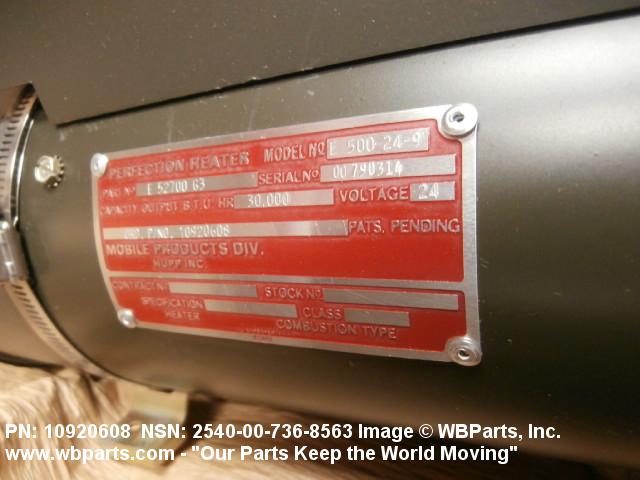 PERFECTION HEATER MODEL NO E 500 24-9
PART NO E 52700 G3 SERIAL NO 00 790314
CAPACITY OUTPUT B.T.U. HR 30,000 VOLTAGE 24
ORD. P/NO. 10920608 PATS. PENDING
MOBILE PRODUCTS DIV.
HUPP INC.
CONTRACT NO STOCK NO
SPECIFICATION CLASS
HEATER COMBUSTION TYPE
PN: 10920608 NSN: 2540-00-736-8563 Image © WBParts, Inc.
www.wbparts.com - "Our Parts Keep the World Moving"